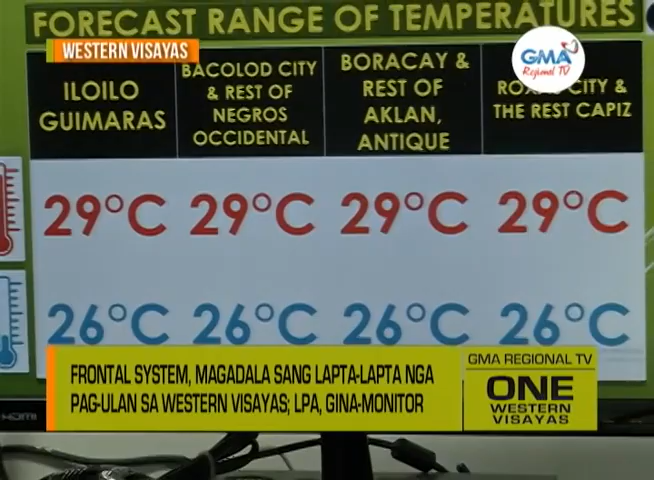 FORECAST RANGE OF TEMPERATURES
WESTERN VISAYAS
GMA
Regional TV
ILOILO
GUIMARAS
BACOLOD CITY
& REST OF
NEGROS
OCCIDENTAL
BORACAY &
REST OF
AKLAN,
ANTIQUE
CITY &
THE REST CAPIZ
29°C 29°C 29°C 29°C
26°C 26°C 26°C 26°C
FRONTAL SYSTEM, MAGADALA SANG LAPTA-LAPTA NGA
PAG-ULAN SA WESTERN VISAYAS; LPA, GINA-MONITOR
GMA REGIONAL TV
ONE
WESTERN
VISAYAS
HDMI